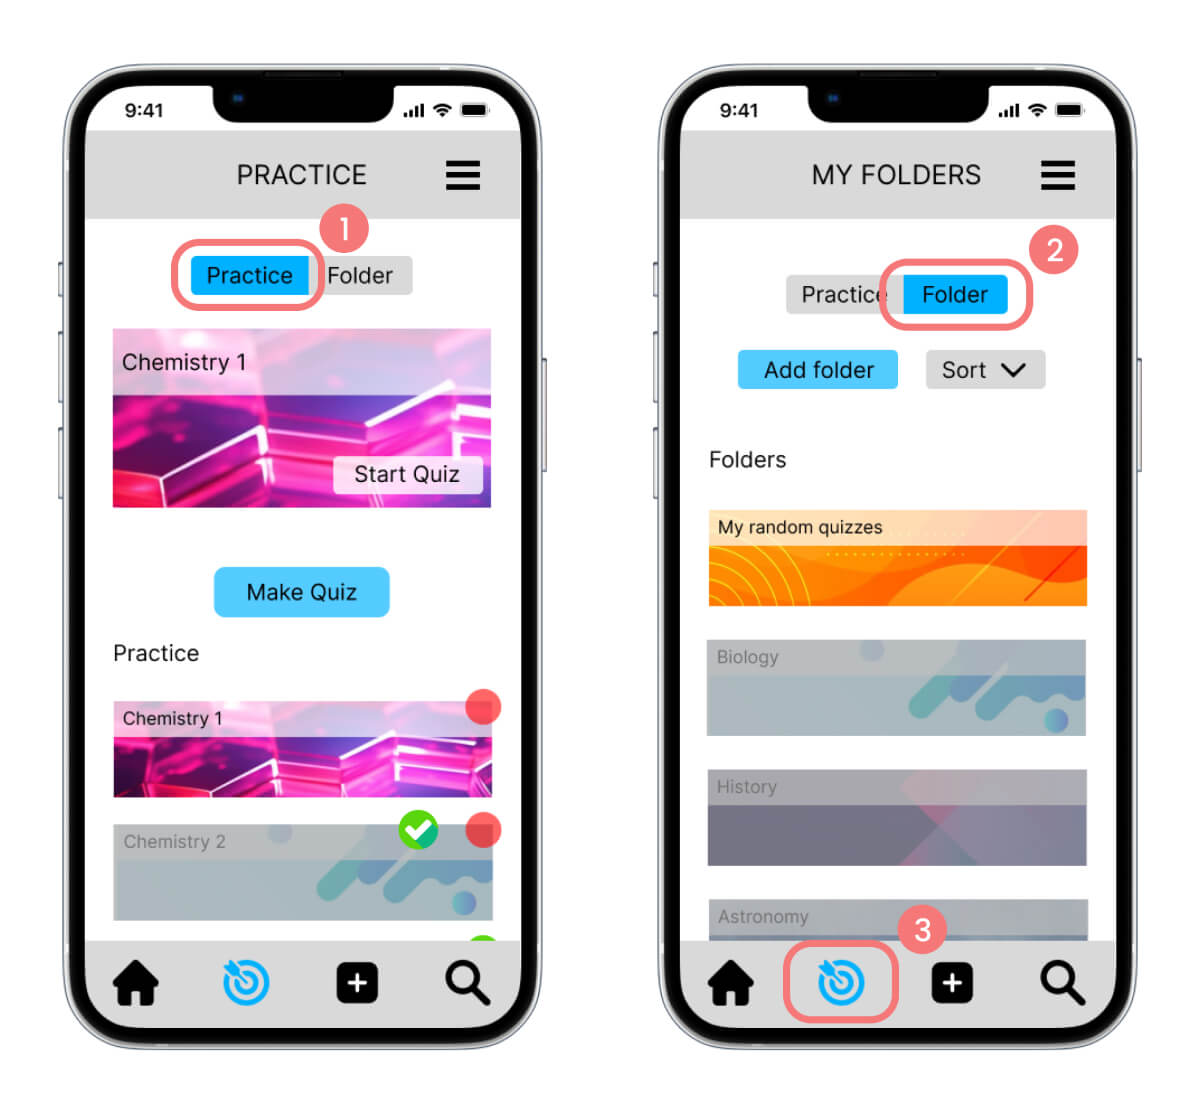 9:41
PRACTICE
1
Practice Folder
Chemistry 1
Start Quiz
Make Quiz
Practice
Chemistry 1
Chemistry 2
9:41
MY FOLDERS
2
Practice Folder
Add folder Sort
Folders
My random quizzes
Biology
History
Astronomy
3